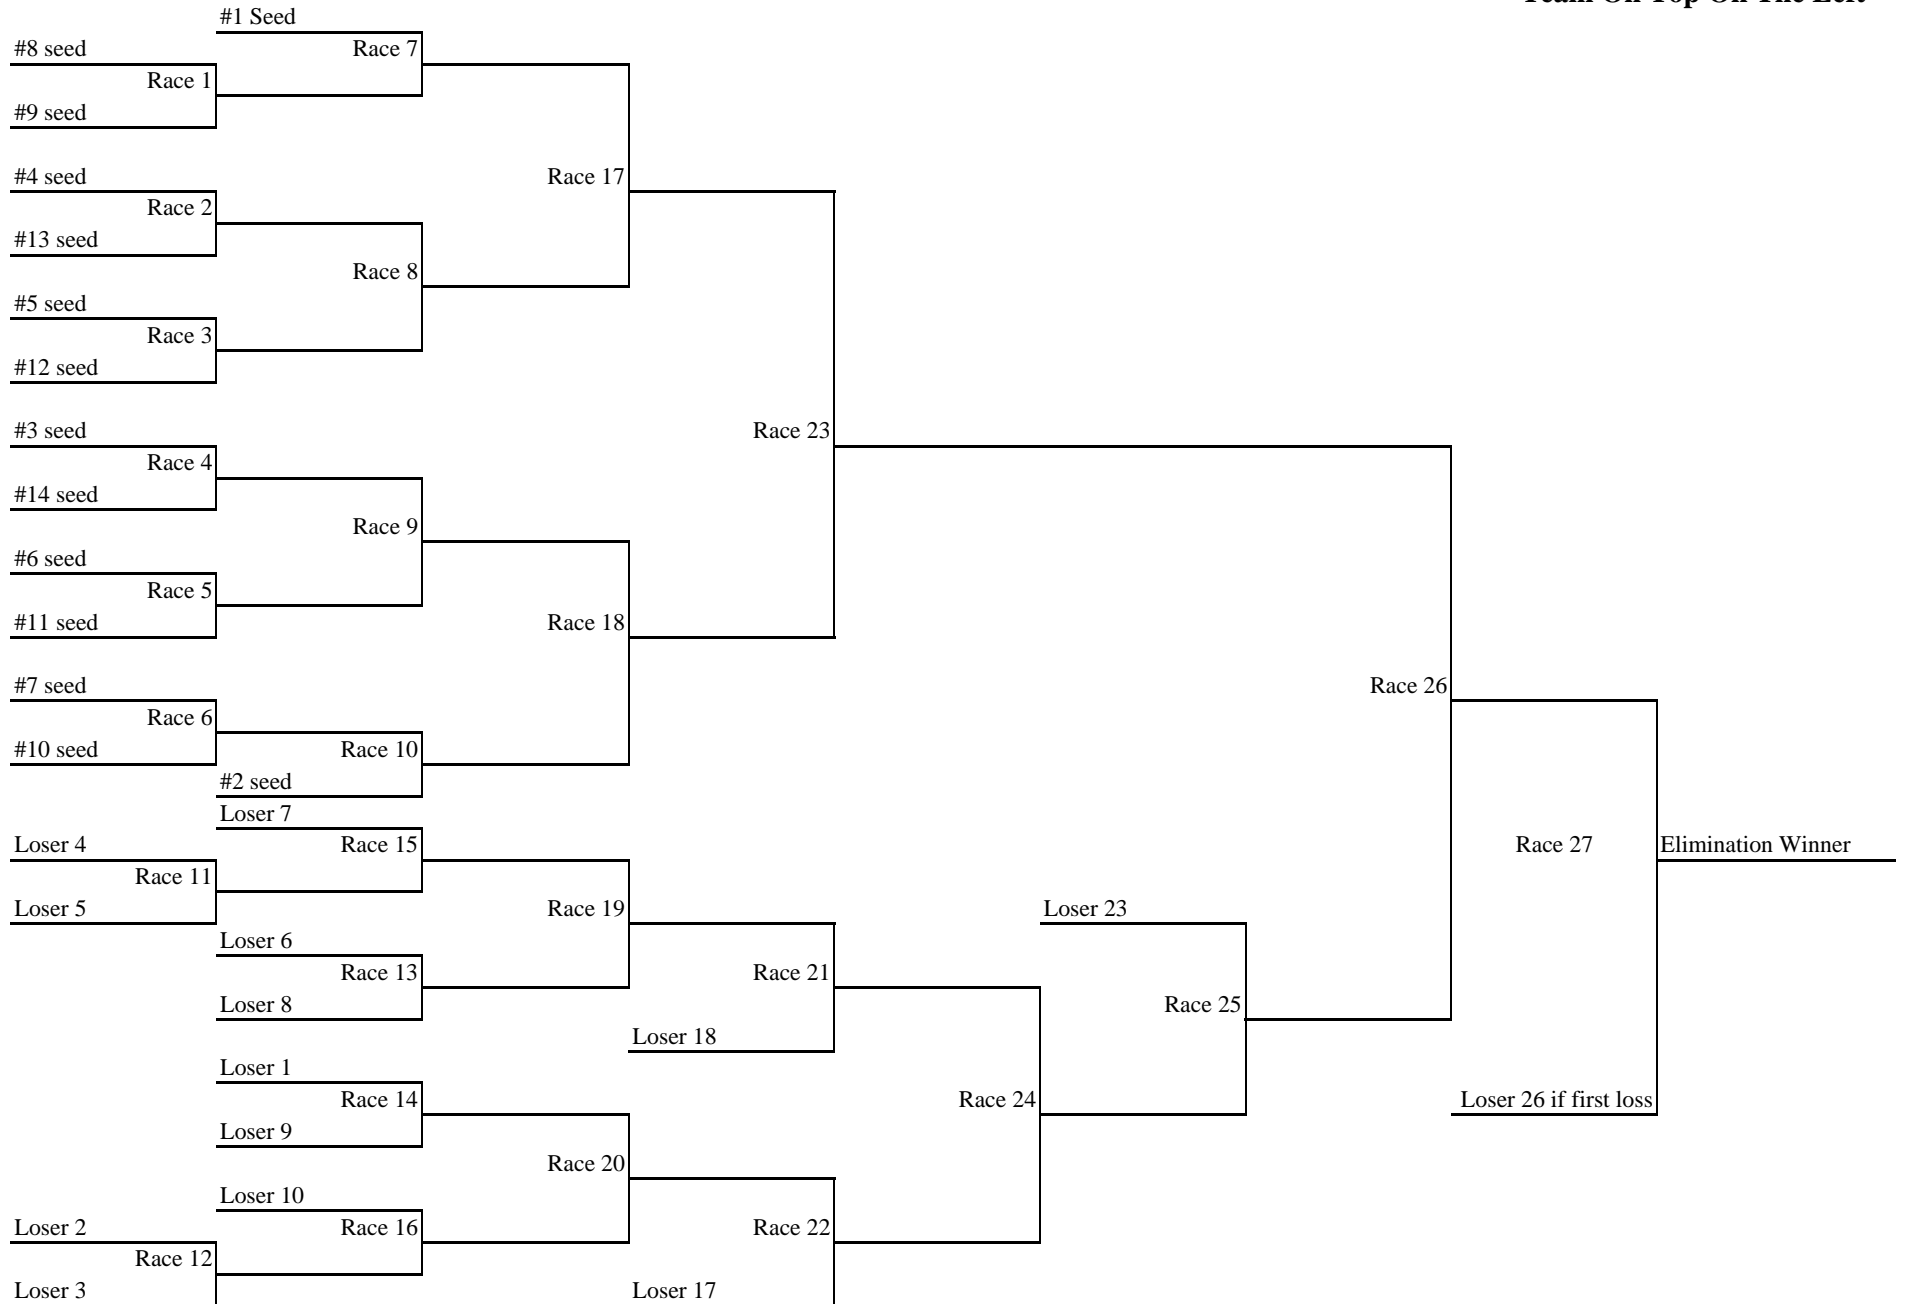 Team On Top On The Left
#1 Seed
#8 seed
Race 7
Race 1
#9 seed
#4 seed
Race 17
Race 2
#13 seed
Race 8
#5 seed
Race 3
#12 seed
#3 seed
Race 23
Race 4
#14 seed
Race 9
#6 seed
Race 5
#11 seed
Race 18
#7 seed
Race 26
Race 6
#10 seed
Race 10
#2 seed
Loser 7
Loser 4
Race 15
Race 27
Elimination Winner
Race 11
Loser 5
Race 19
Loser 23
Loser 6
Race 13
Race 21
Loser 8
Race 25
Loser 18
Loser 1
Race 14
Race 24
Loser 26 if first loss
Loser 9
Race 20
Loser 10
Loser 2
Race 16
Race 22
Race 12
Loser 3
Loser 17